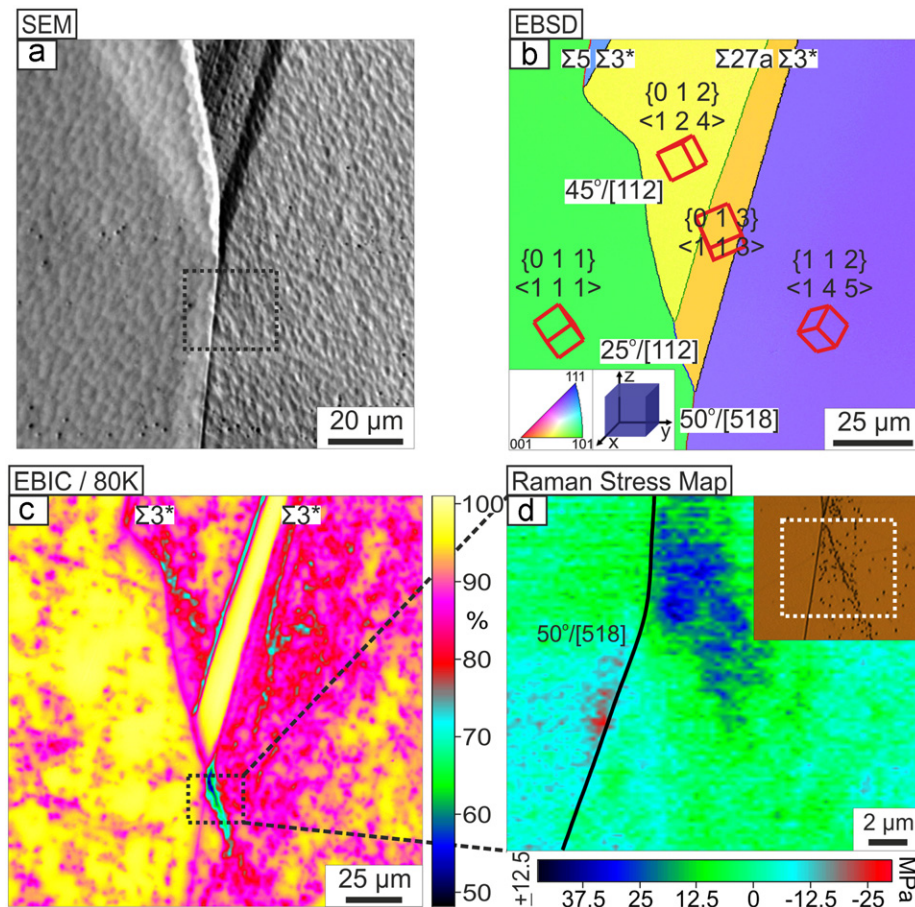 SEM
a
20 µm
EBSD
b
Σ5 Σ3* Σ27a Σ3*
{0 1 2}
<1 2 4>
45°/[112]
{0 1 3}
<1 1 3>
{0 1 1}
<1 1 1>
{1 1 2}
<1 4 5>
25°/[112]
50°/[518]
111
001 101
z
y
x
25 µm
EBIC / 80K
c
Σ3* Σ3*
25 µm
100
90
%
80
70
60
50
Raman Stress Map
d
50°/[518]
2 µm
±12.5 37.5 25 12.5 0 -12.5 -25 MPa